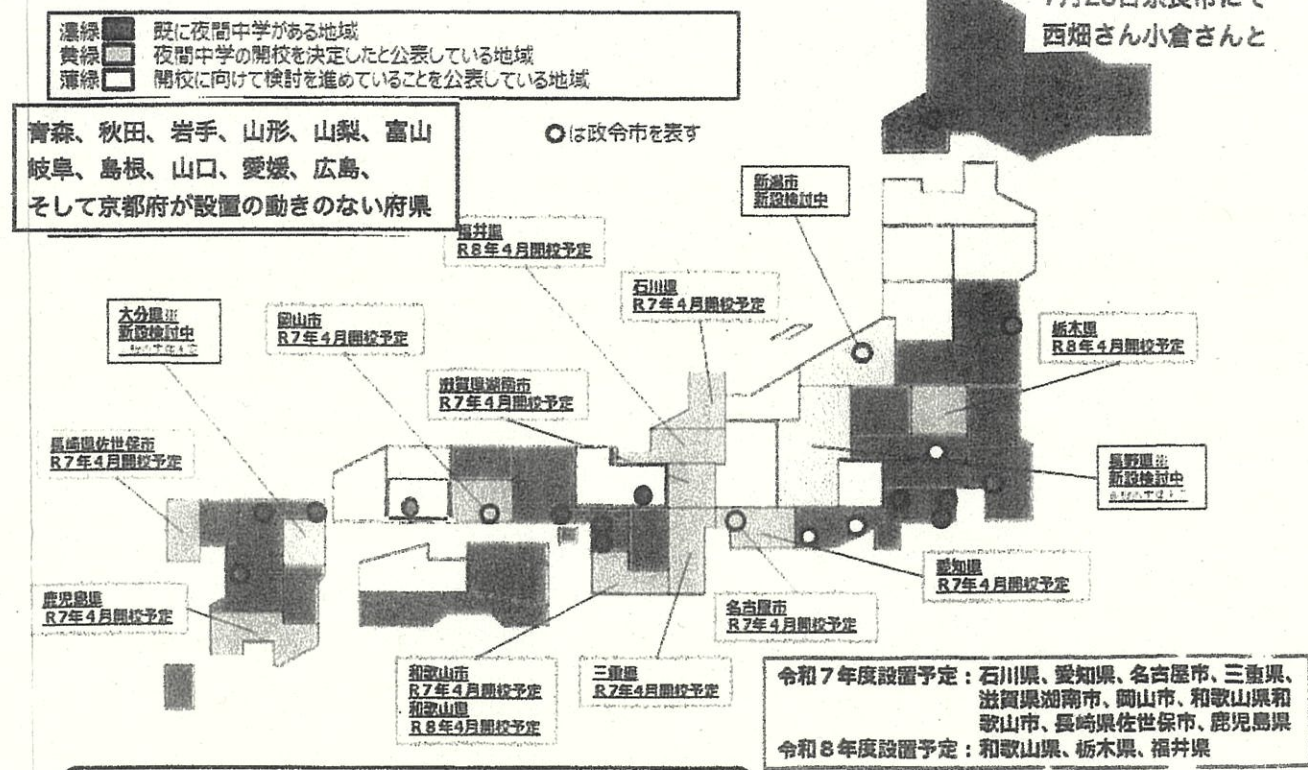 7月28日奈良市にて
西畑さん小倉さんと
濃緑 既に夜間中学がある地域
黄緑 夜間中学の開校を決定したと公表している地域
薄緑 開校に向けて検討を進めていることを公表している地域
青森、秋田、岩手、山形、山梨、富山
岐阜、島根、山口、愛媛、広島、
そして京都府が設置の動きのない府県
○は政令市を表す
新潟市
新設検討中
福井県
R8年4月開校予定
石川県
R7年4月開校予定
大分県※
新設検討中
岡山市
R7年4月開校予定
栃木県
R8年4月開校予定
滋賀県湖南市
R7年4月開校予定
長崎県佐世保市
R7年4月開校予定
長野県※
新設検討中
鹿児島県
R7年4月開校予定
愛知県
R7年4月開校予定
名古屋市
R7年4月開校予定
和歌山市
R7年4月開校予定
和歌山県
R8年4月開校予定
三重県
R7年4月開校予定
令和7年度設置予定:石川県、愛知県、名古屋市、三重県、
滋賀県湖南市、岡山市、和歌山県和
歌山市、長崎県佐世保市、鹿児島県
令和8年度設置予定:和歌山県、栃木県、福井県